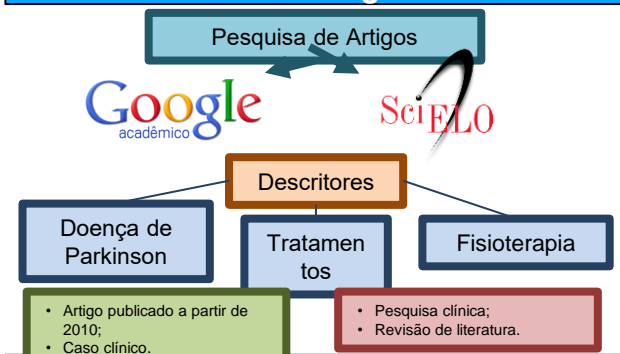 Pesquisa de Artigos
Google
acadêmico
SciELO
Descritores
Doença de
Parkinson
Tratamen
tos
Fisioterapia
• Artigo publicado a partir de
2010;
• Caso clínico.
• Pesquisa clínica;
• Revisão de literatura.